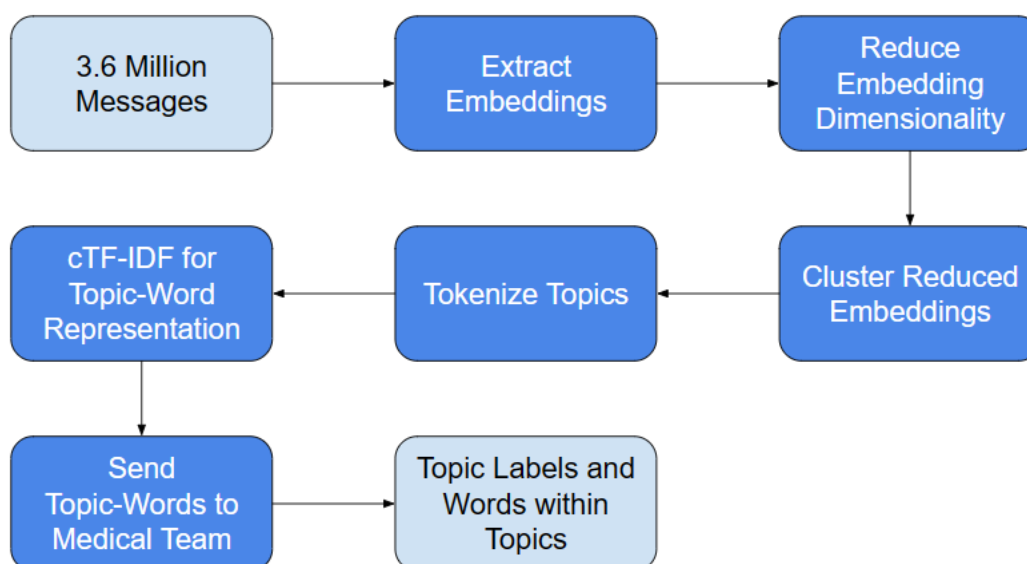 3.6 Million
Messages
Extract
Embeddings
Reduce
Embedding
Dimensionality
cTF-IDF for
Topic-Word
Representation
Tokenize Topics
Cluster Reduced
Embeddings
Send
Topic-Words to
Medical Team
Topic Labels and
Words within
Topics